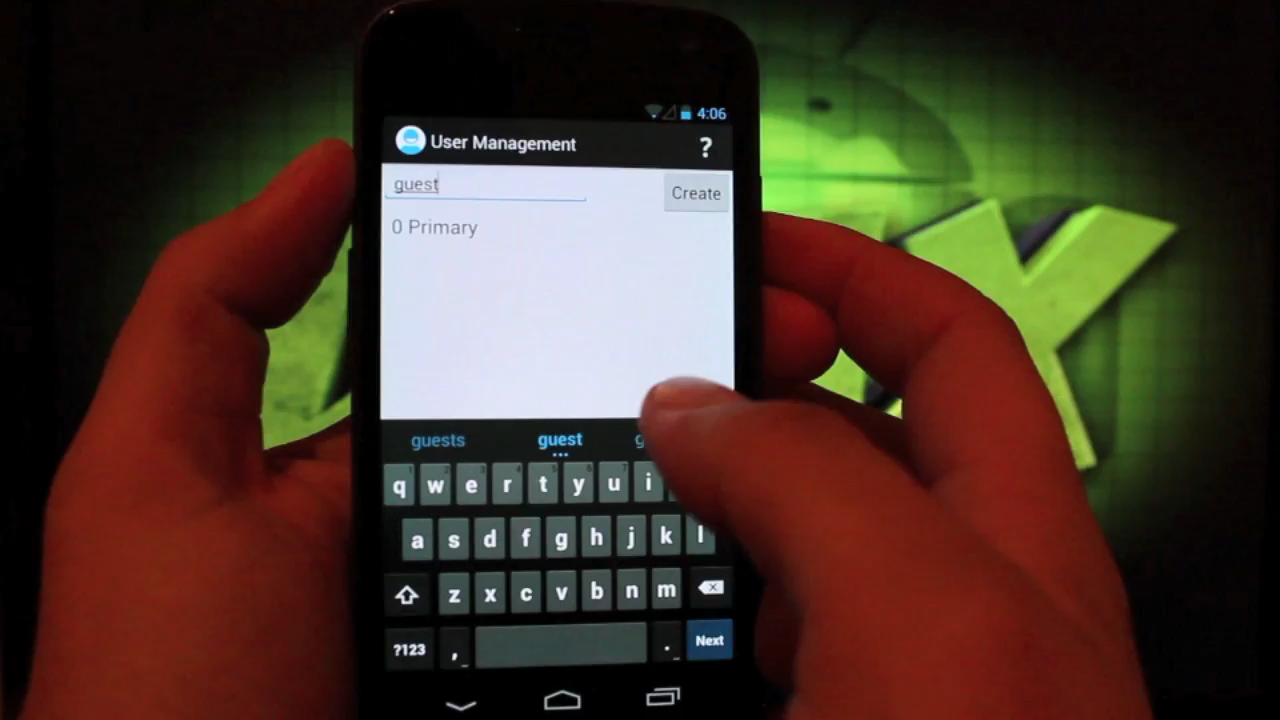 4:06
User Management ?
guest
Create
0 Primary
guests guest
q w e r t y u i
a s d f g h j k l
z x c v b n m
?123 , . Next